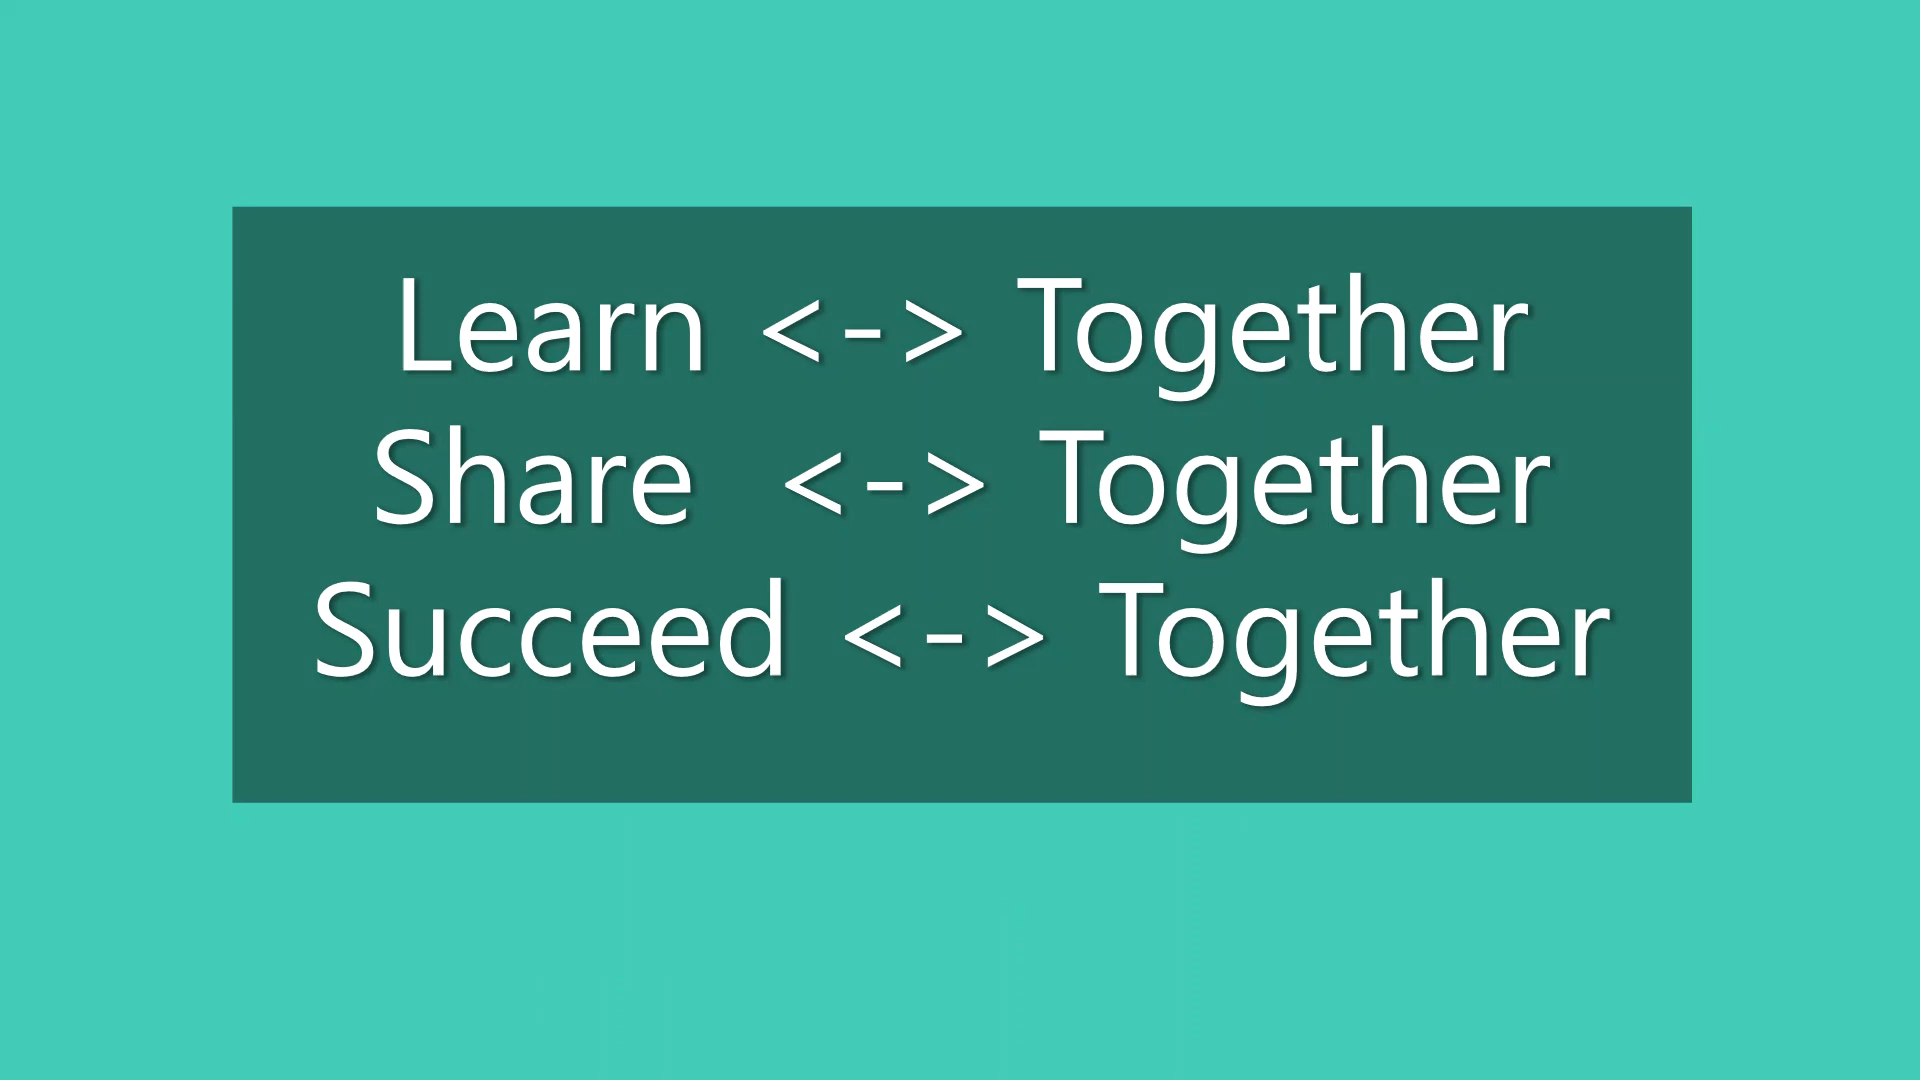 Learn <-> Together
Share <-> Together
Succeed <-> Together